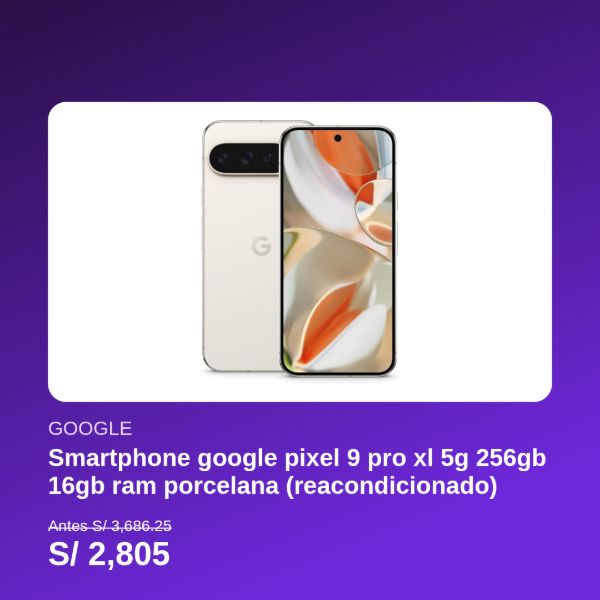 G
GOOGLE
Smartphone google pixel 9 pro xl 5g 256gb
16gb ram porcelana (reacondicionado)
Antes S/ 3,686.25
S/ 2,805